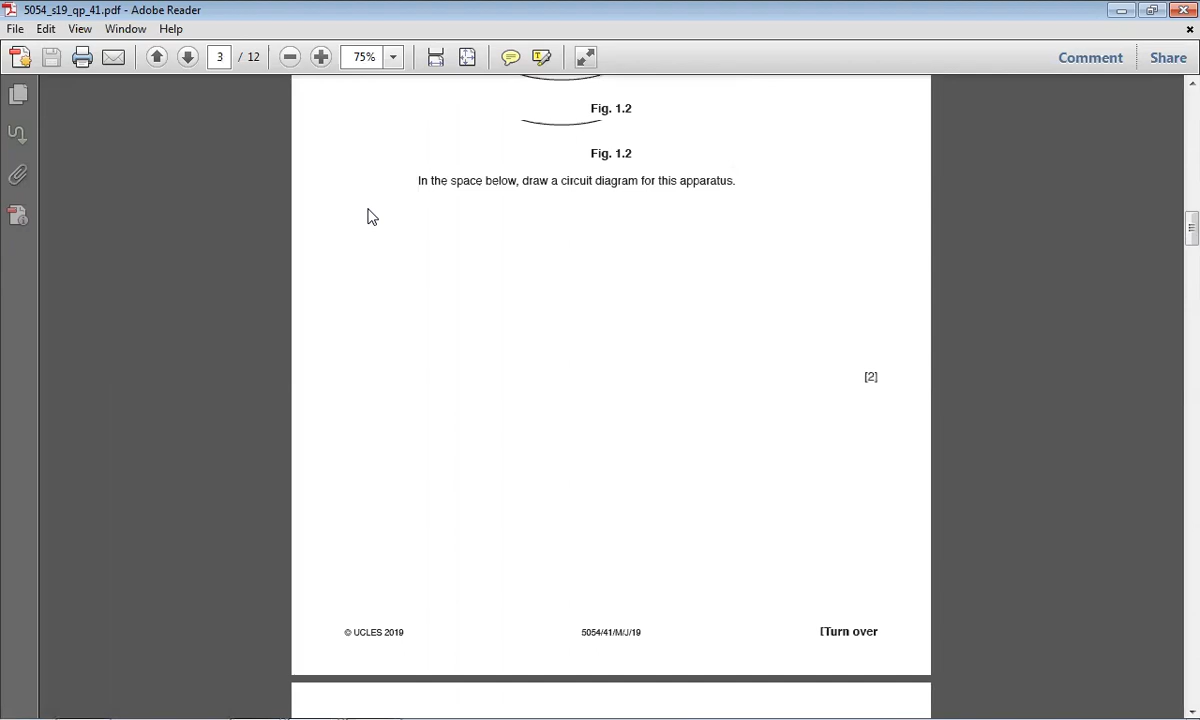 5054_s19_qp_41.pdf - Adobe Reader
File Edit View Window Help
3 / 12 75% Comment Share
Fig. 1.2
Fig. 1.2
In the space below, draw a circuit diagram for this apparatus.
[2]
© UCLES 2019 5054/41/M/J/19 [Turn over